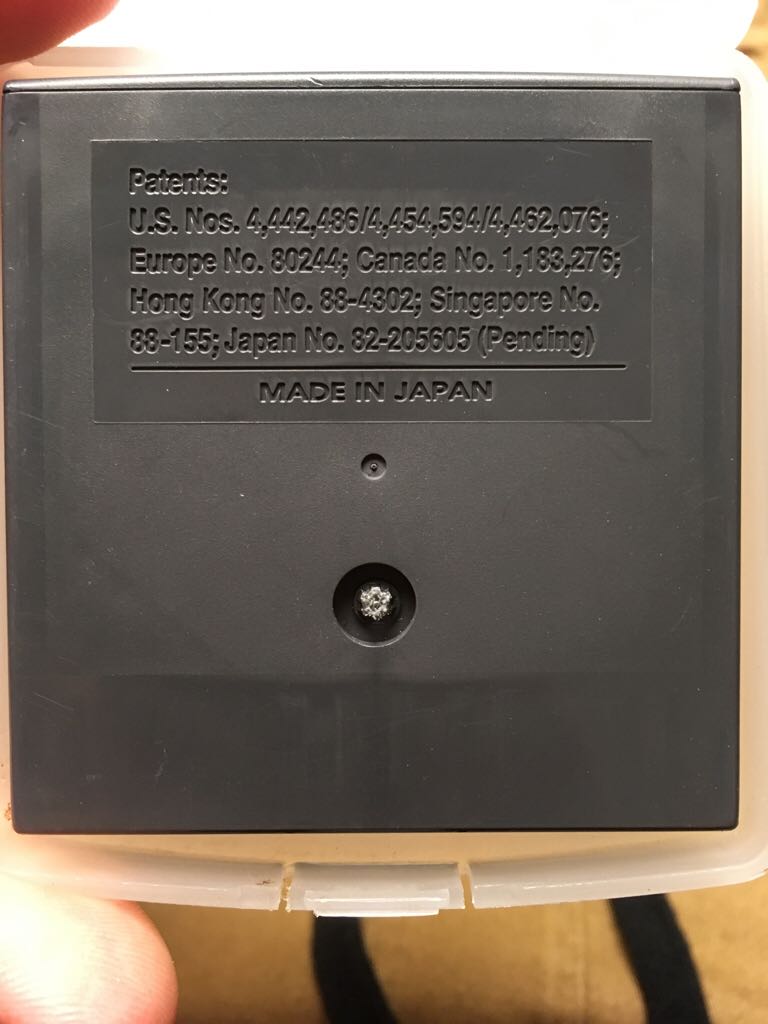 Patents:
U.S. Nos. 4,442,486/4,454,594/4,462,076;
Europe No. 80244; Canada No. 1,183,276;
Hong Kong No. 88-4302; Singapore No.
88-155; Japan No. 82-205605 (Pending)
MADE IN JAPAN